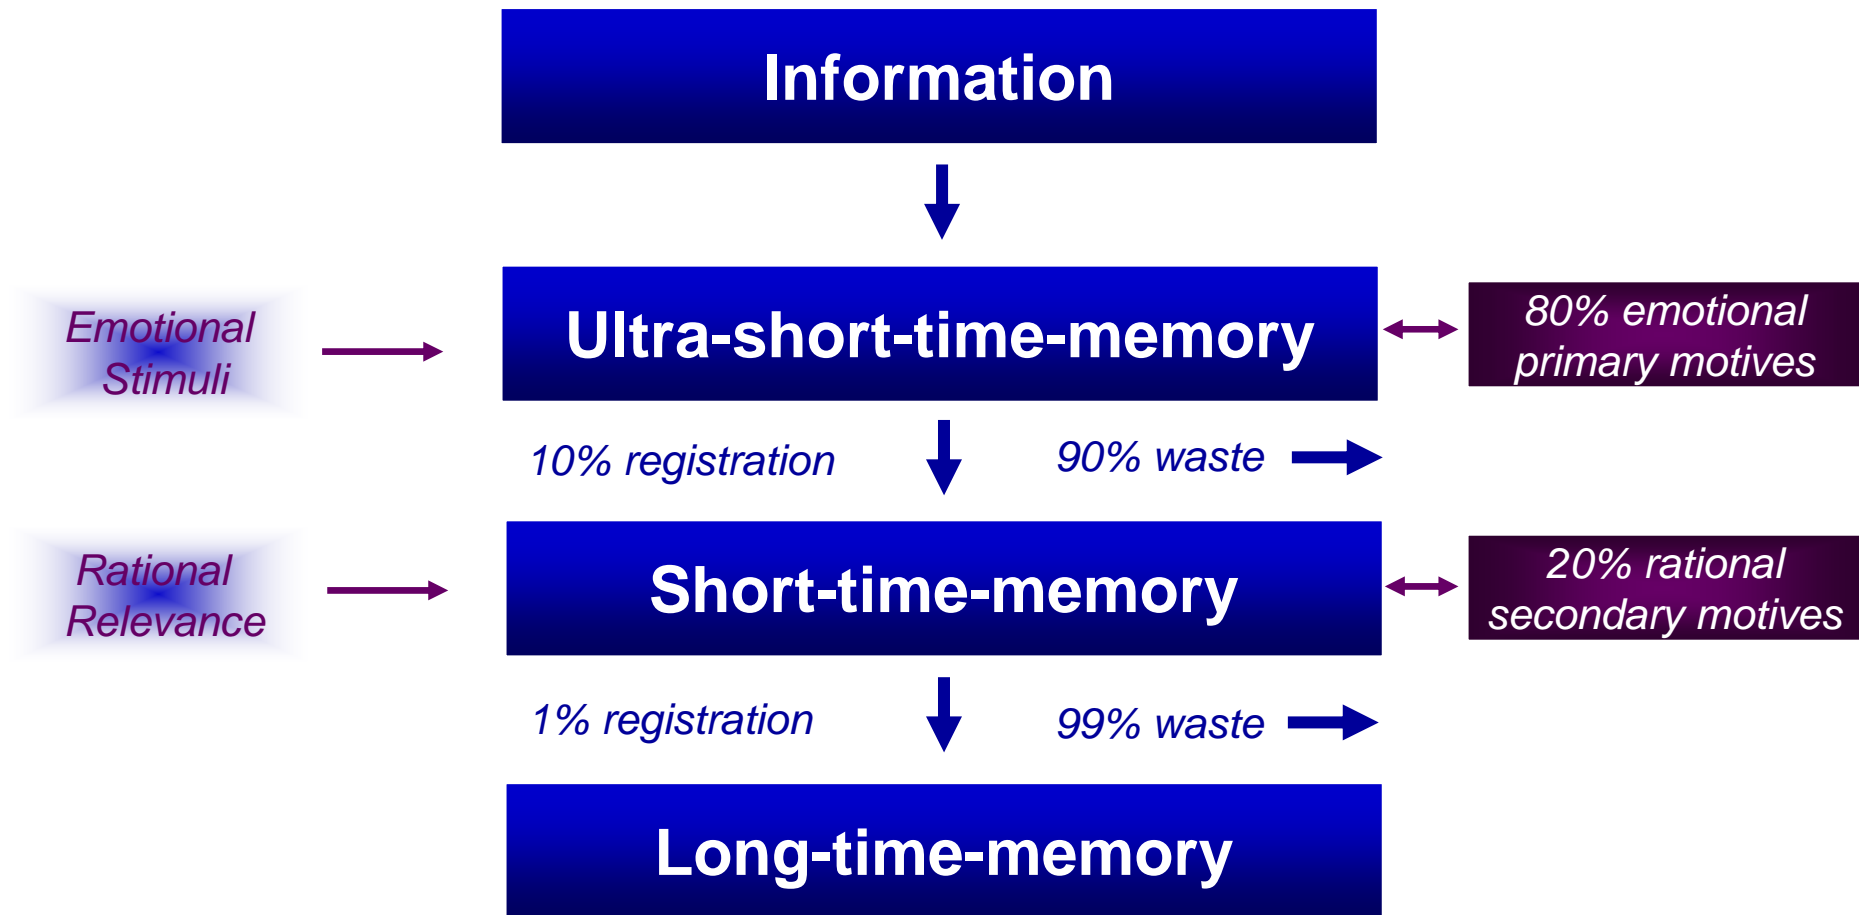 Information
Emotional
Stimuli
Ultra-short-time-memory
80% emotional
primary motives
10% registration
90% waste
Rational
Relevance
Short-time-memory
20% rational
secondary motives
1% registration
99% waste
Long-time-memory